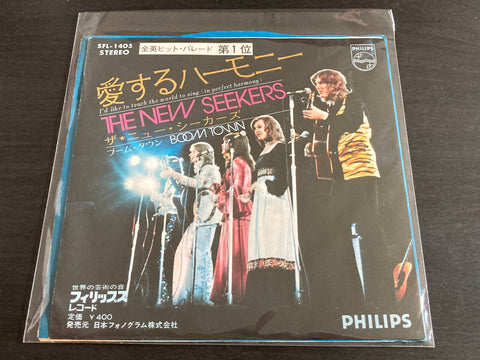 SFL-1405
STEREO
全英ヒット・パレード 第1位
PHILIPS
愛するハーモニー
I'd like to teach the world to sing (in perfect harmony)
THE NEW SEEKERS
ザ★ニュー・シーカーズ
ブーム・タウン BOOM TOWN
世界の芸術の音
フィリップス
レコード
定価 ¥400
発売元 日本フォノグラム株式会社
PHILIPS